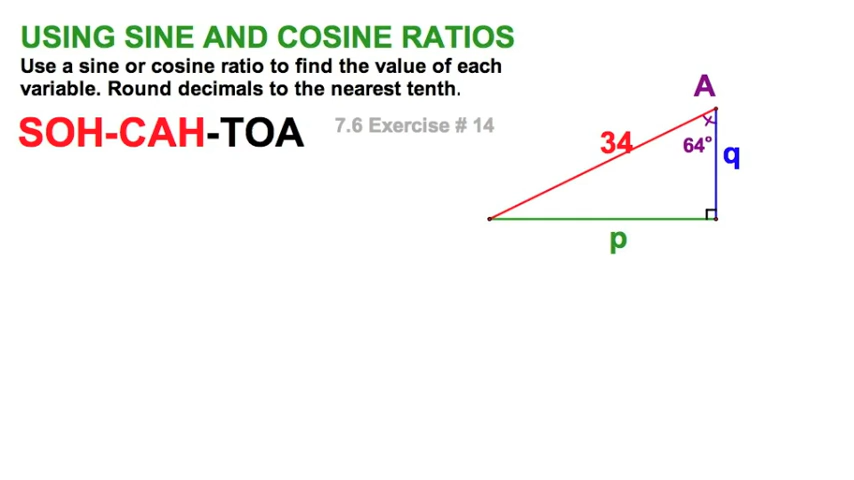 USING SINE AND COSINE RATIOS
Use a sine or cosine ratio to find the value of each
variable. Round decimals to the nearest tenth.
SOH-CAH-TOA
7.6 Exercise # 14
A
34
64°
q
p